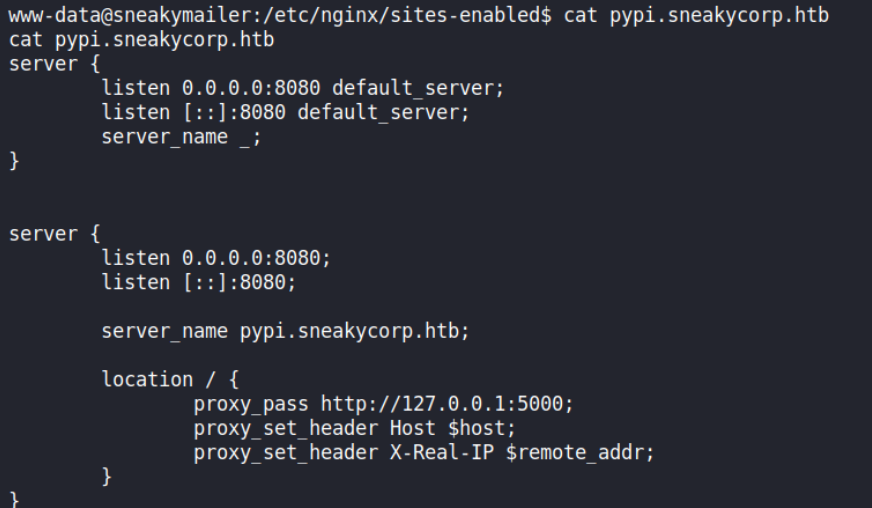 www-data@sneakymailer:/etc/nginx/sites-enabled$ cat pypi.sneakycorp.htb
cat pypi.sneakycorp.htb
server {
        listen 0.0.0.0:8080 default_server;
        listen [::]:8080 default_server;
        server_name _;
}
server {
        listen 0.0.0.0:8080;
        listen [::]:8080;
        server_name pypi.sneakycorp.htb;
        location / {
                proxy_pass http://127.0.0.1:5000;
                proxy_set_header Host $host;
                proxy_set_header X-Real-IP $remote_addr;
        }
}